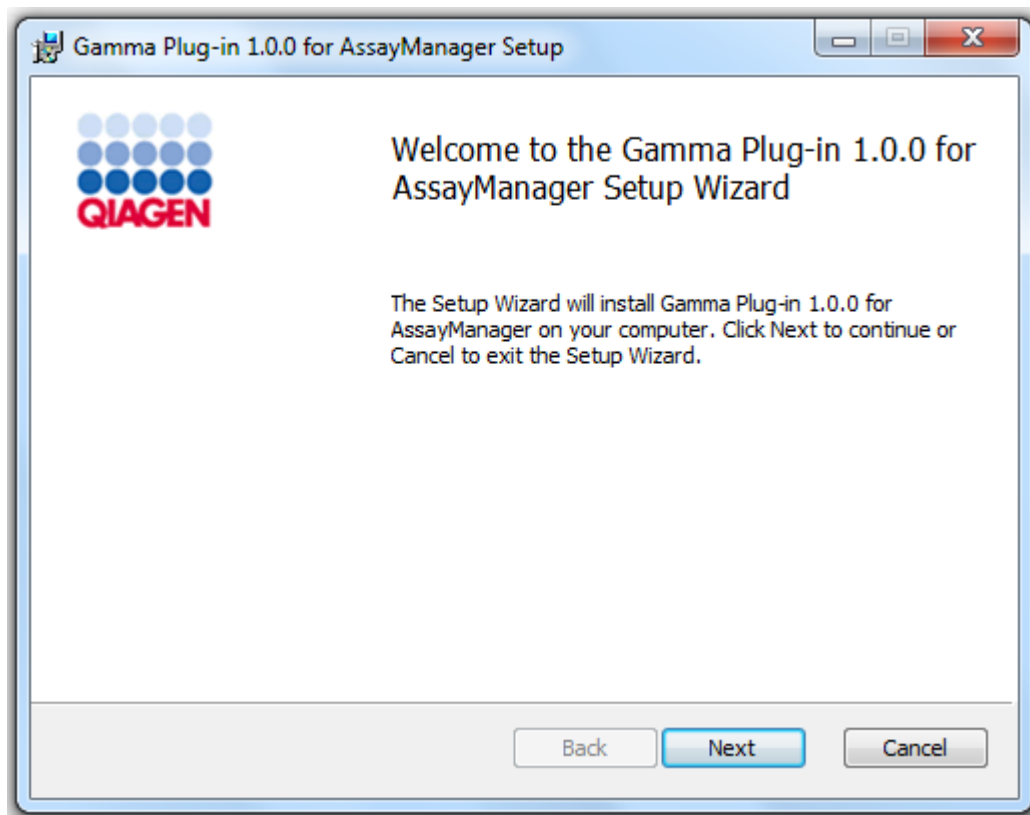 Gamma Plug-in 1.0.0 for AssayManager Setup
QIAGEN
Welcome to the Gamma Plug-in 1.0.0 for
AssayManager Setup Wizard
The Setup Wizard will install Gamma Plug-in 1.0.0 for
AssayManager on your computer. Click Next to continue or
Cancel to exit the Setup Wizard.
Back
Next
Cancel